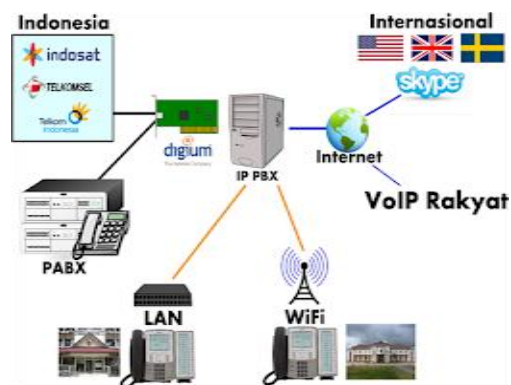 Indonesia
indosat
TELKOMSEL
Telkom
Indonesia
digium
IP PBX
Internasional
skype
Internet
VoIP Rakyat
PABX
LAN
WiFi